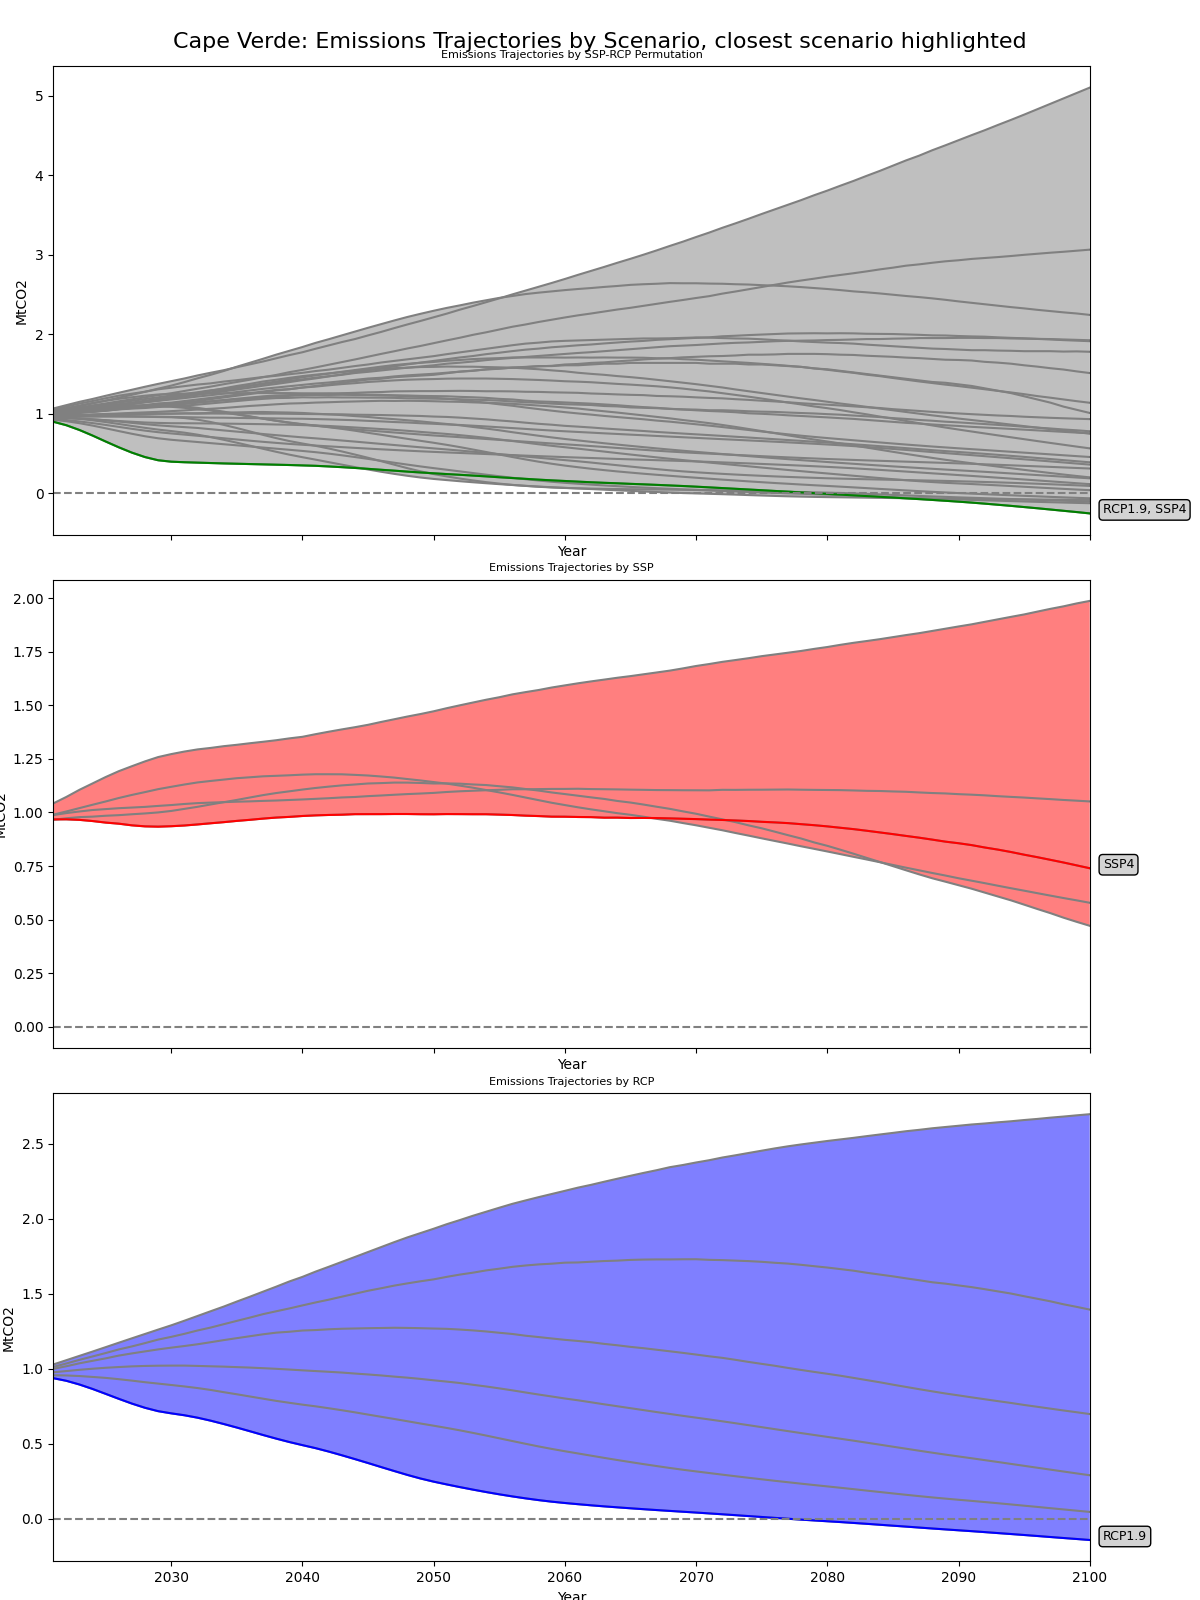 Cape Verde: Emissions Trajectories by Scenario, closest scenario highlighted
Emissions Trajectories by SSP-RCP Permutation
5
4
3
2
1
0
MtCO2
RCP1.9, SSP4
Year
Emissions Trajectories by SSP
2.00
1.75
1.50
1.25
1.00
0.75
0.50
0.25
0.00
MtCO2
SSP4
Year
Emissions Trajectories by RCP
2.5
2.0
1.5
1.0
0.5
0.0
MtCO2
RCP1.9
2030 2040 2050 2060 2070 2080 2090 2100
Year